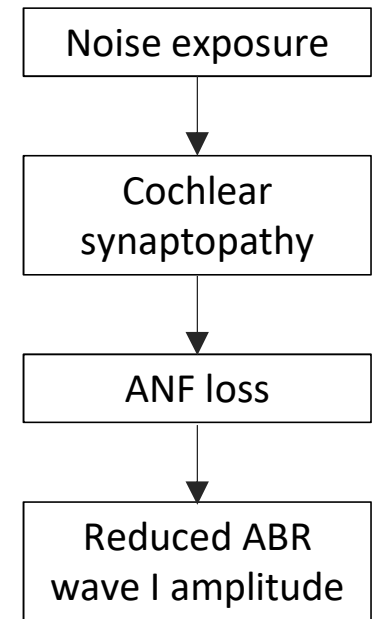 Noise exposure
Cochlear
synaptopathy
ANF loss
Reduced ABR
wave I amplitude